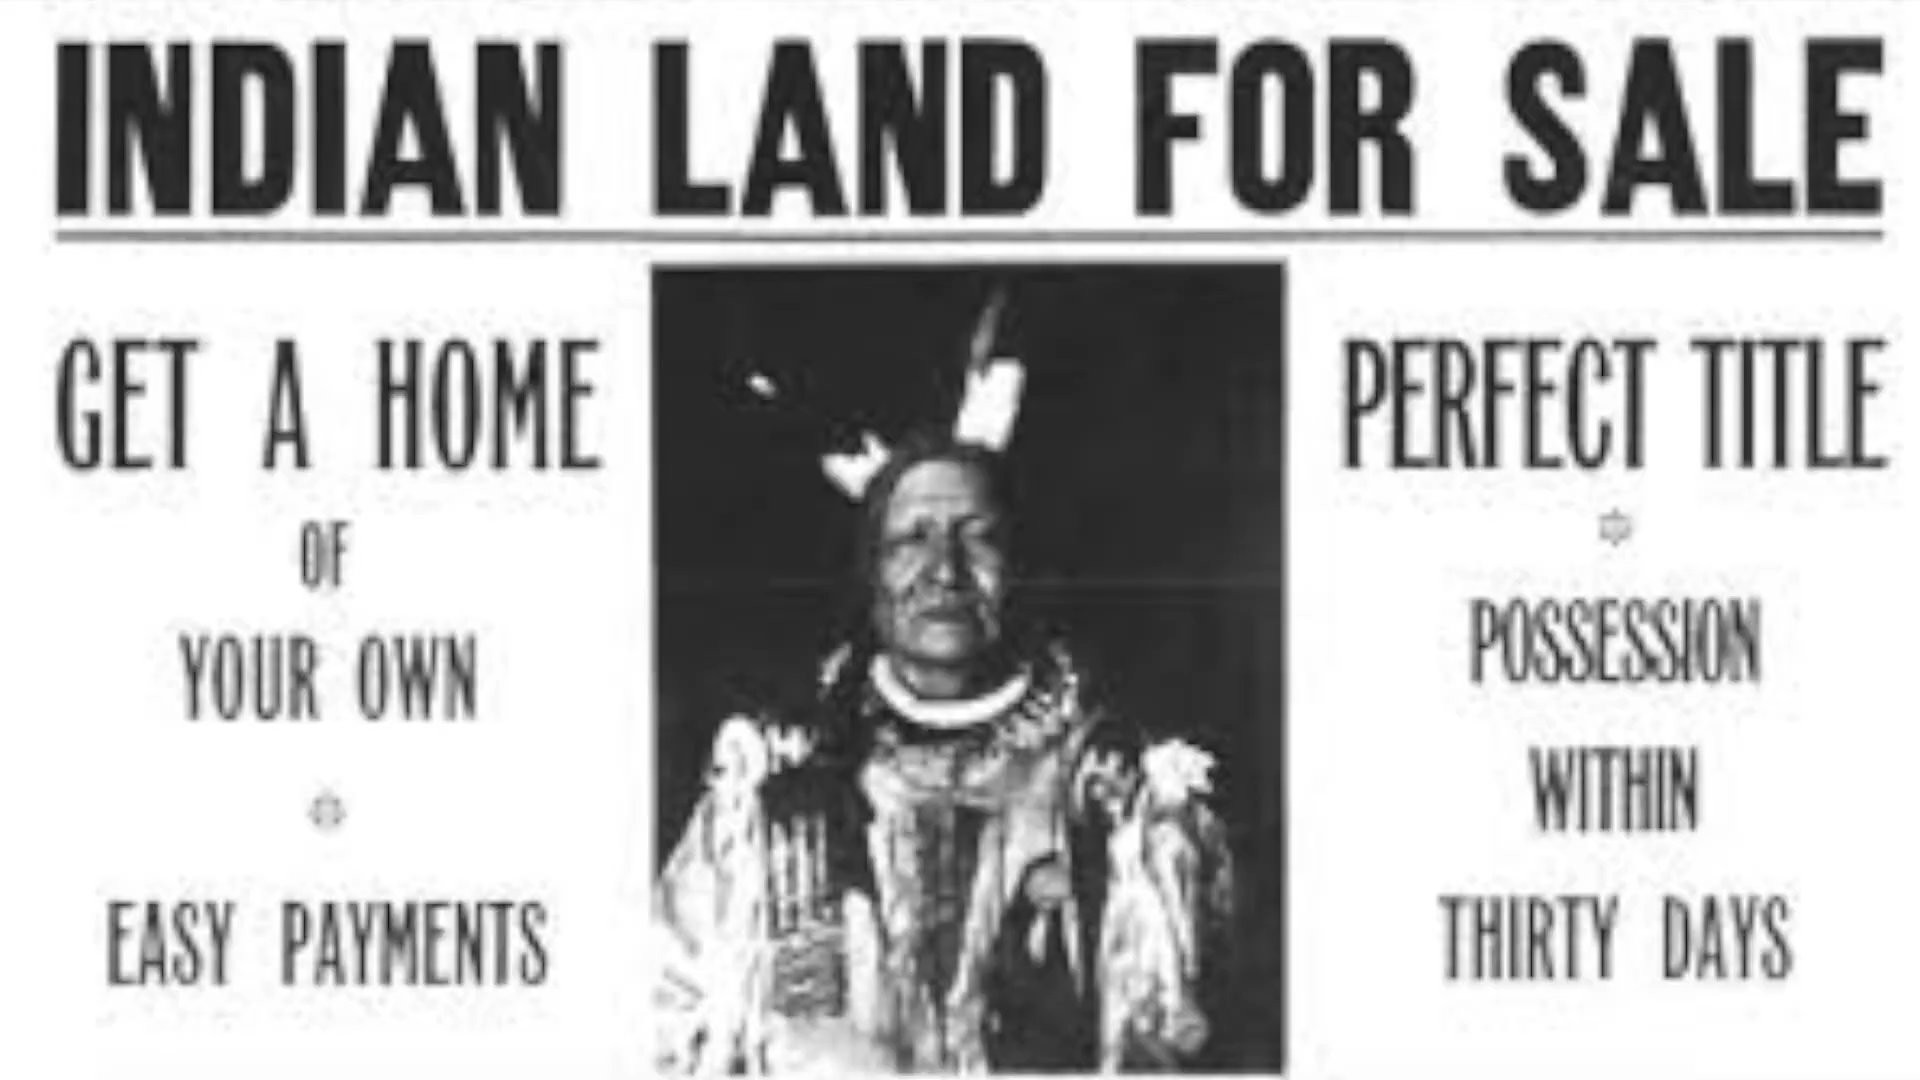 INDIAN LAND FOR SALE
GET A HOME
OF
YOUR OWN
EASY PAYMENTS
PERFECT TITLE
POSSESSION
WITHIN
THIRTY DAYS